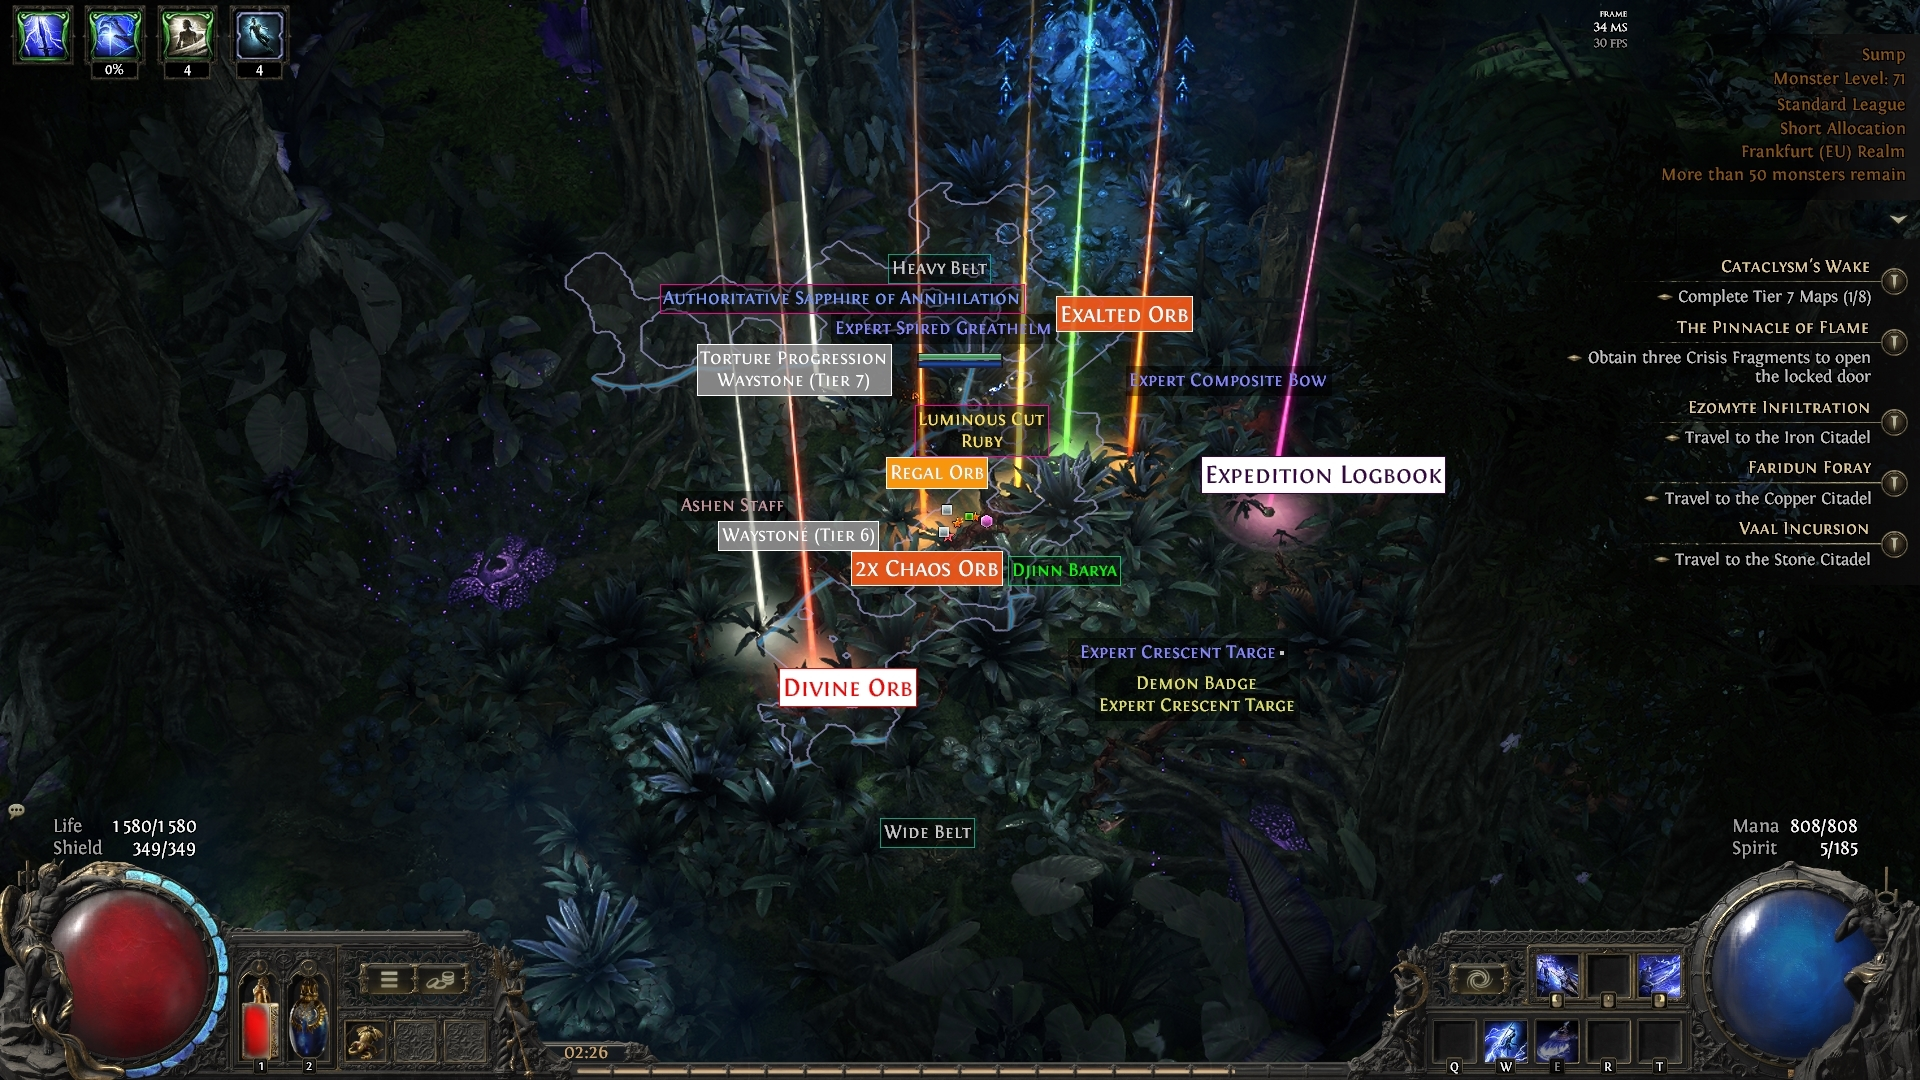 0%
4
4
FRAME
34 MS
30 FPS
Sump
Monster Level: 71
Standard League
Short Allocation
Frankfurt (EU) Realm
More than 50 monsters remain
Cataclysm's Wake
Complete Tier 7 Maps (1/8)
The Pinnacle of Flame
Obtain three Crisis Fragments to open
the locked door
Ezomyte Infiltration
Travel to the Iron Citadel
Faridun Foray
Travel to the Copper Citadel
Vaal Incursion
Travel to the Stone Citadel
Heavy Belt
Authoritative Sapphire of Annihilation
Exalted Orb
Expert Spired Greathelm
Torture Progression
Waystone (Tier 7)
Expert Composite Bow
Luminous Cut
Ruby
Regal Orb
Expedition Logbook
Ashen Staff
Waystone (Tier 6)
2x Chaos Orb
Djinn Barya
Expert Crescent Targe
Demon Badge
Expert Crescent Targe
Divine Orb
Wide Belt
Life 1 580/1 580
Shield 349/349
Mana 808/808
Spirit 5/185
1
2
02:26
Q
W
E
R
T